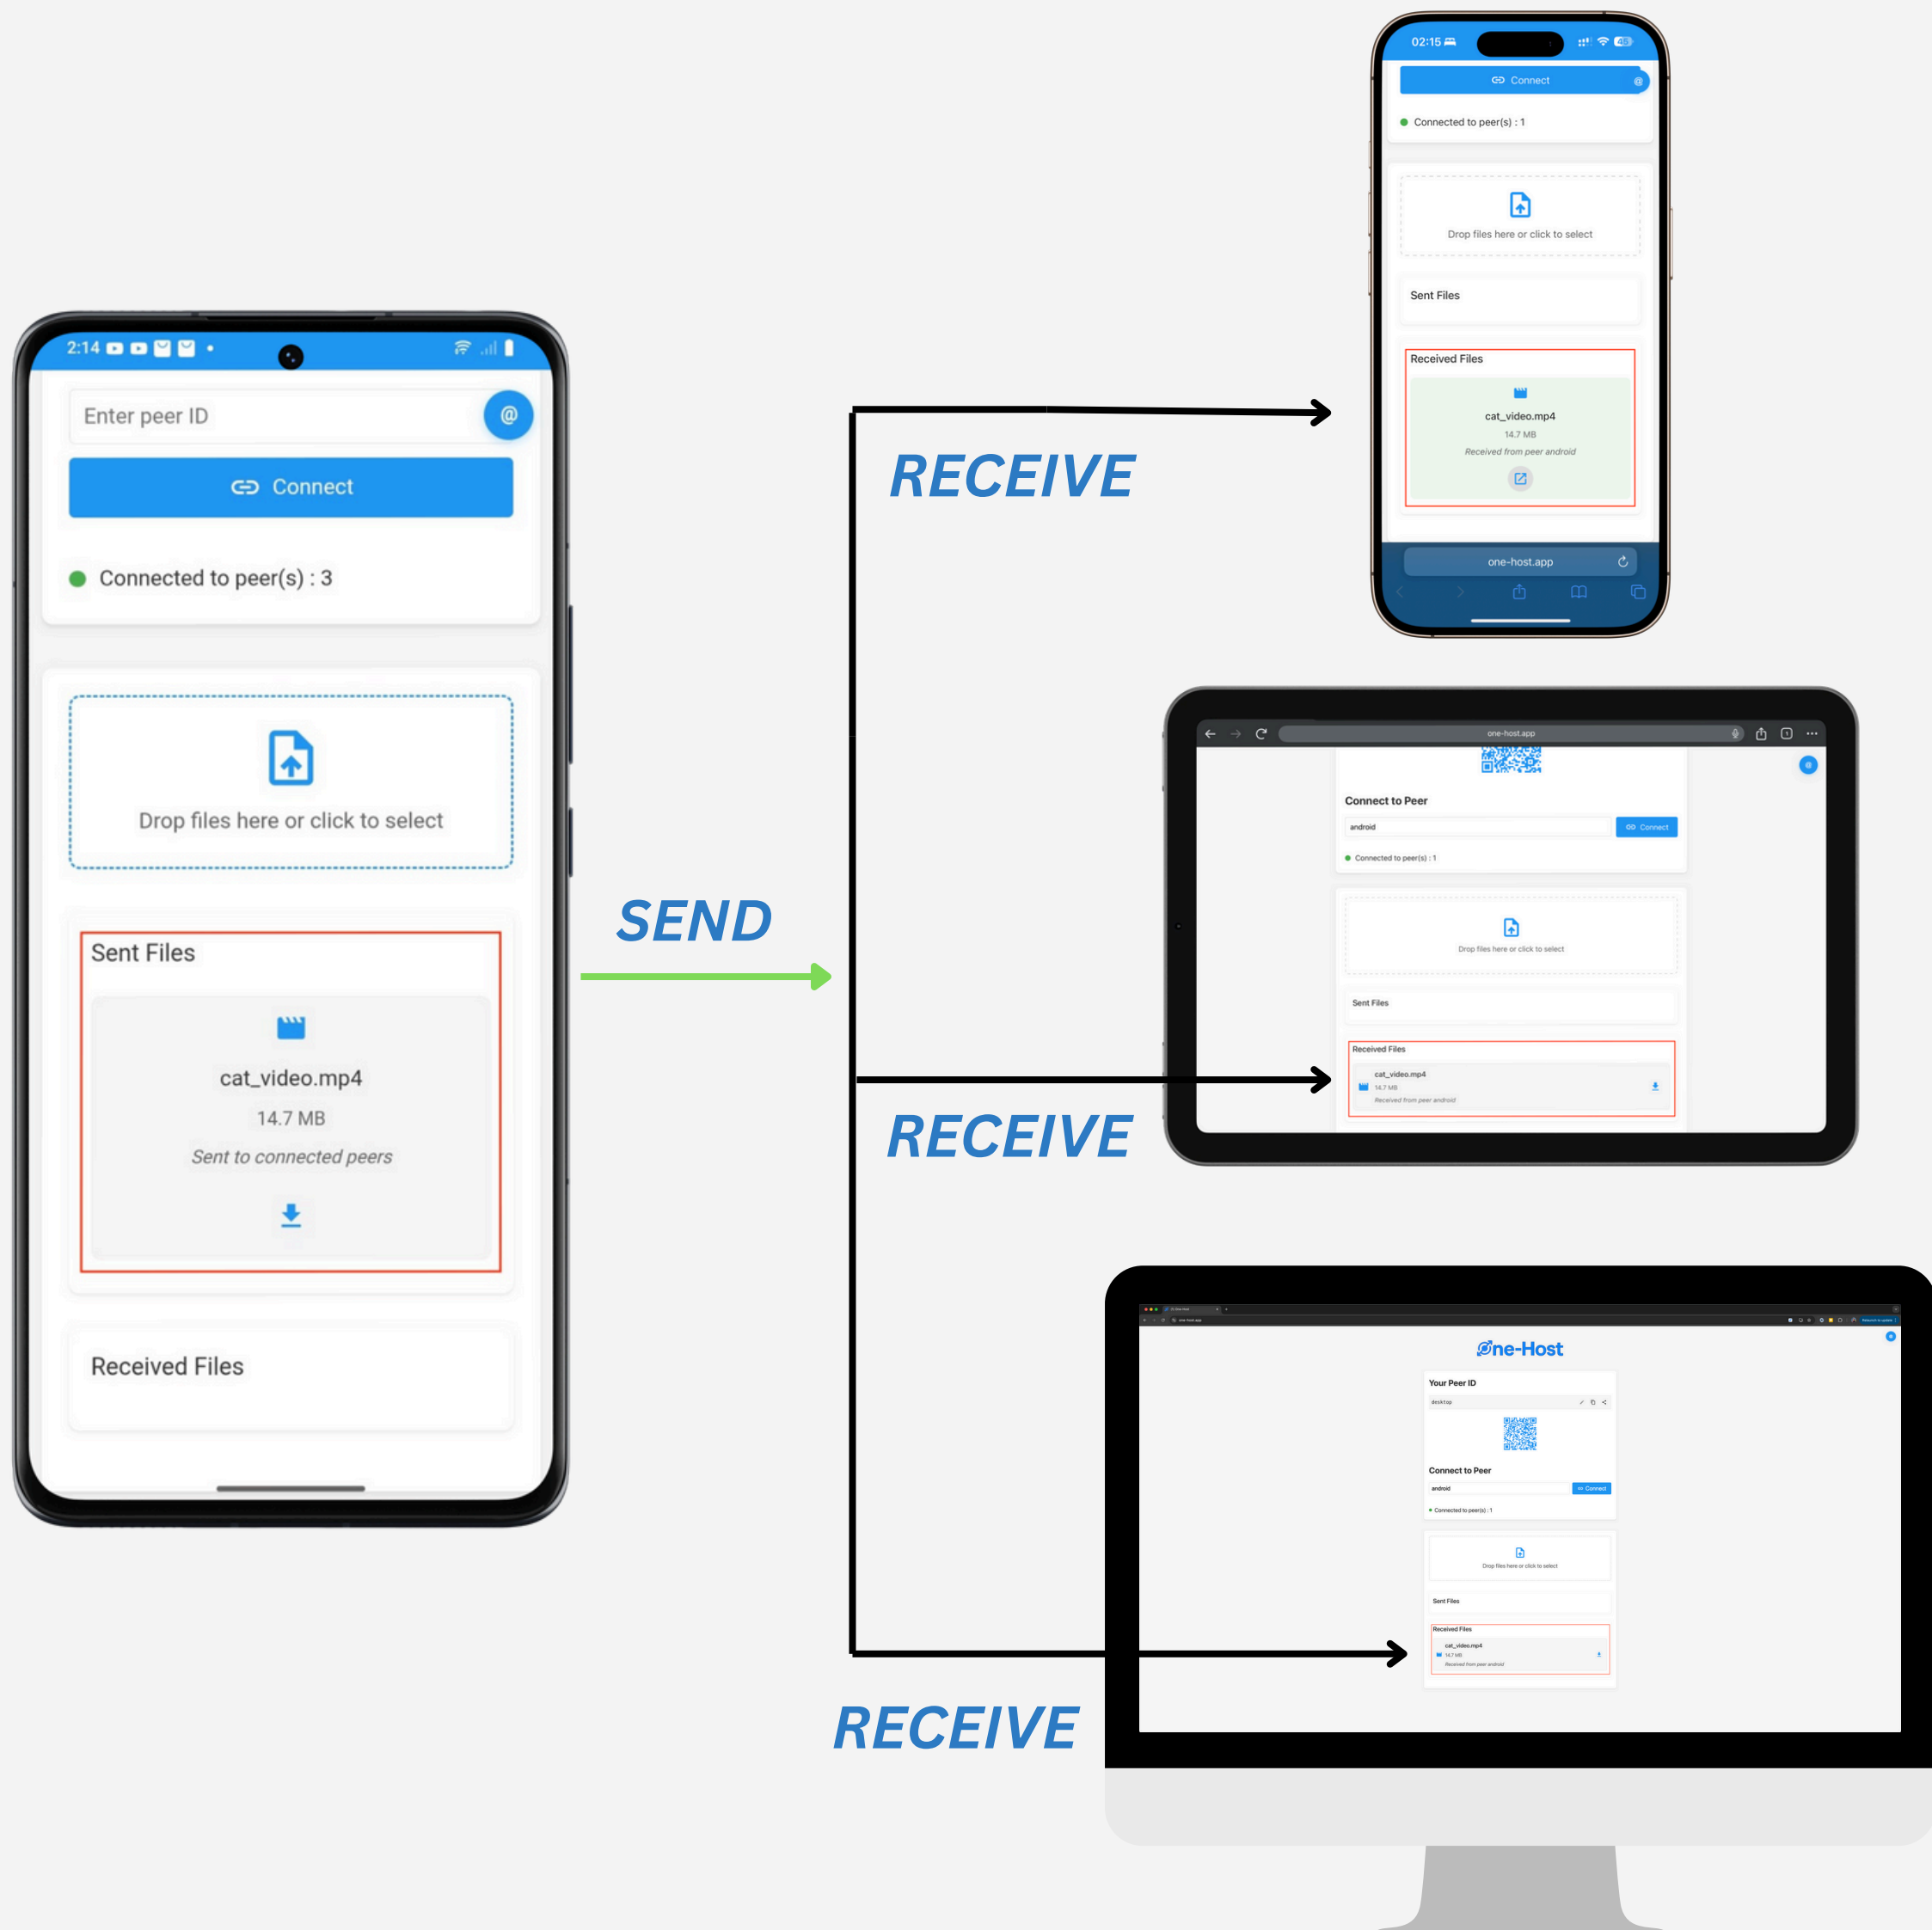 2:14
Enter peer ID
@
Connect
Connected to peer(s) : 3
Drop files here or click to select
Sent Files
cat_video.mp4
14.7 MB
Sent to connected peers
Received Files
SEND
RECEIVE
RECEIVE
RECEIVE
02:15
45
Connect
@
Connected to peer(s) : 1
Drop files here or click to select
Sent Files
Received Files
cat_video.mp4
14.7 MB
Received from peer android
one-host.app
one-host.app
1
@
Connect to Peer
android
Connect
Connected to peer(s) : 1
Drop files here or click to select
Sent Files
Received Files
cat_video.mp4
14.7 MB
Received from peer android
one-host.app
One-Host
Your Peer ID
desktop
Connect to Peer
android
Connect
Connected to peer(s) : 1
Drop files here or click to select
Sent Files
Received Files
cat_video.mp4
14.7 MB
Received from peer android